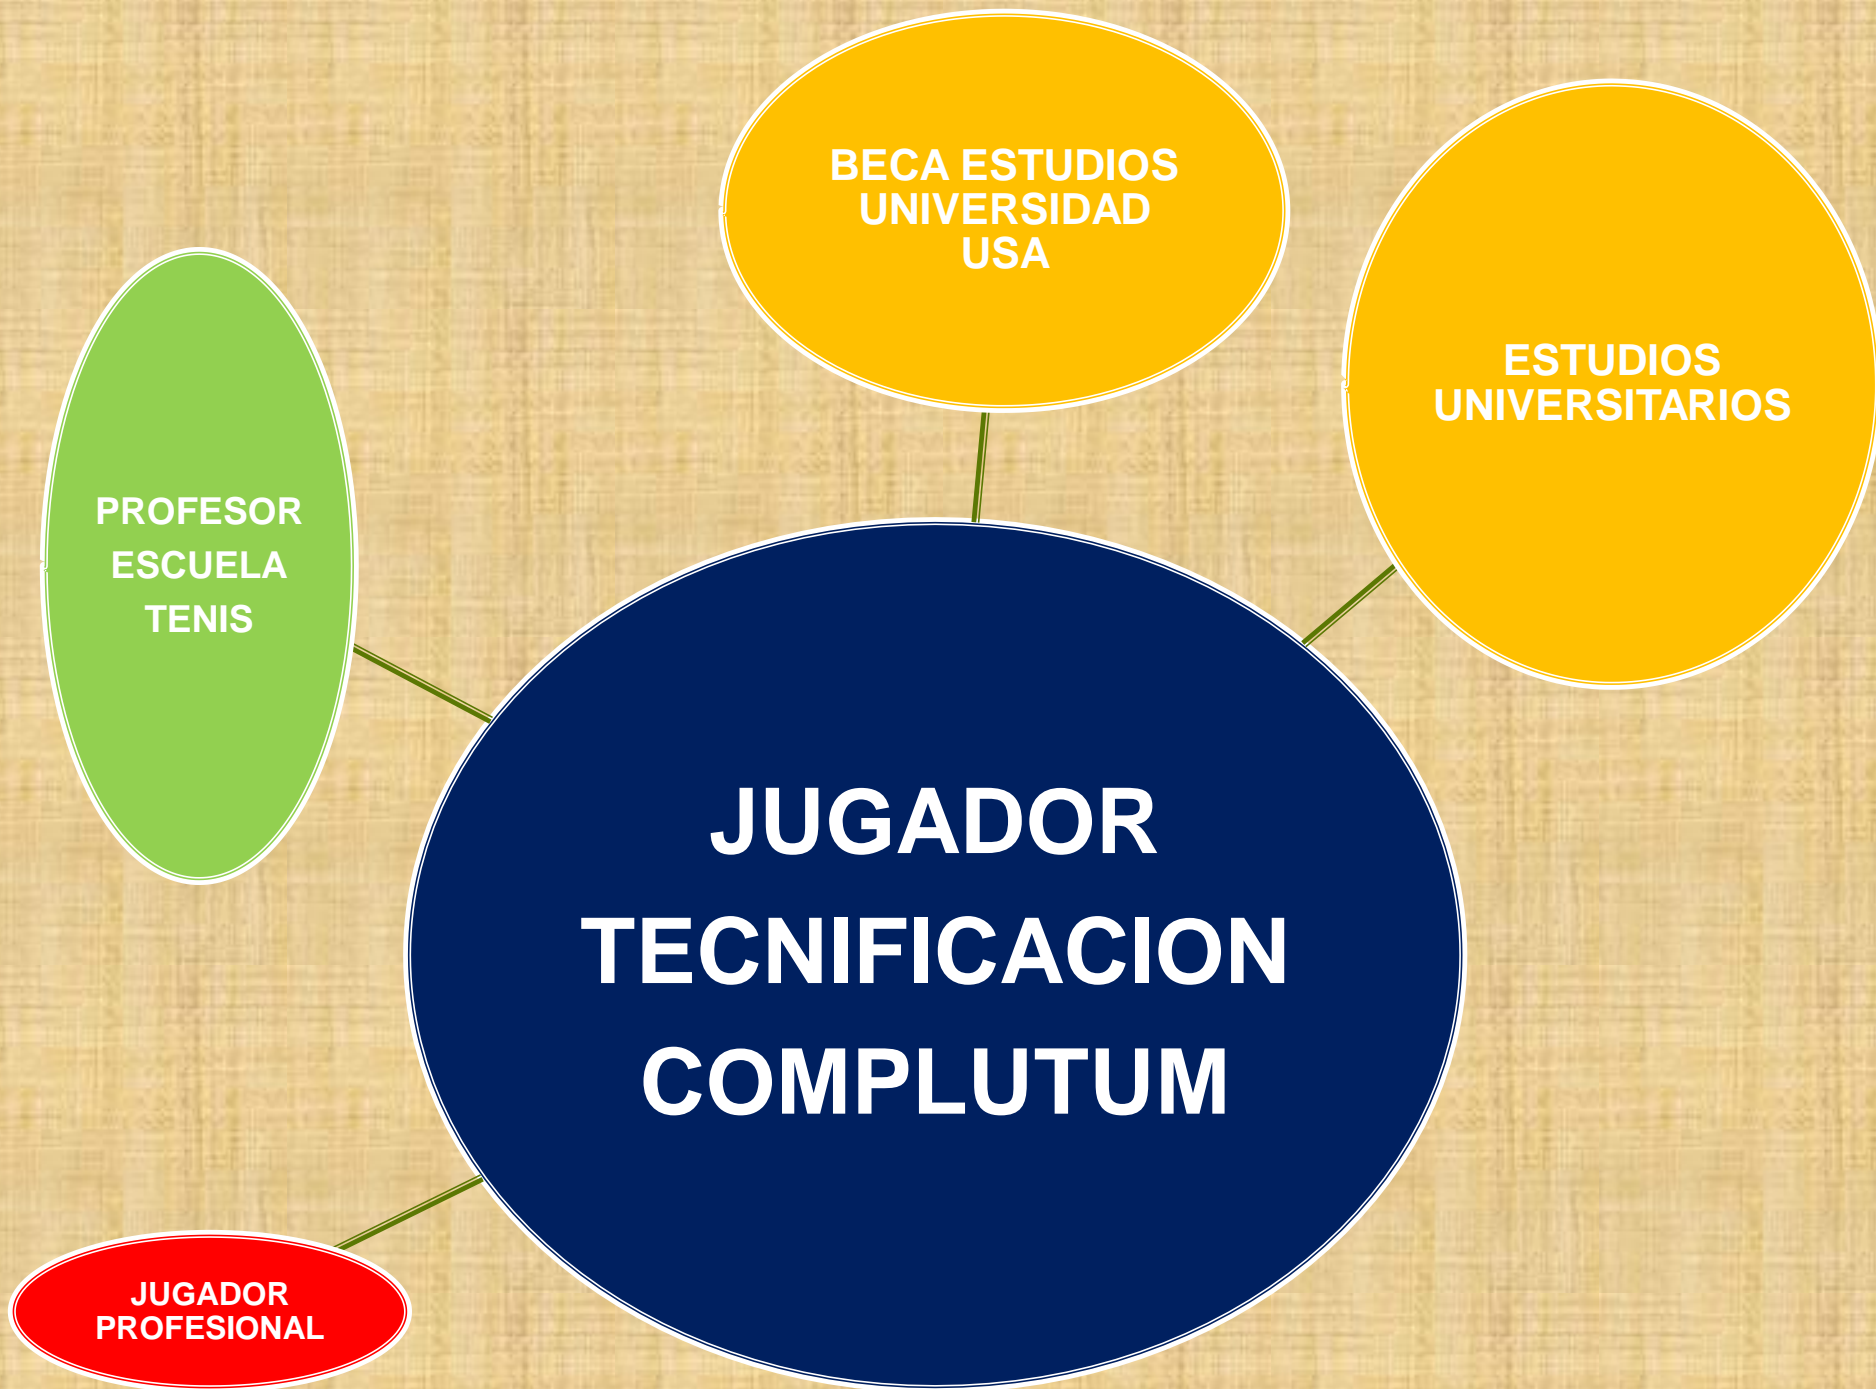 BECA ESTUDIOS
UNIVERSIDAD
USA
ESTUDIOS
UNIVERSITARIOS
PROFESOR
ESCUELA
TENIS
JUGADOR
TECNIFICACION
COMPLUTUM
JUGADOR
PROFESIONAL